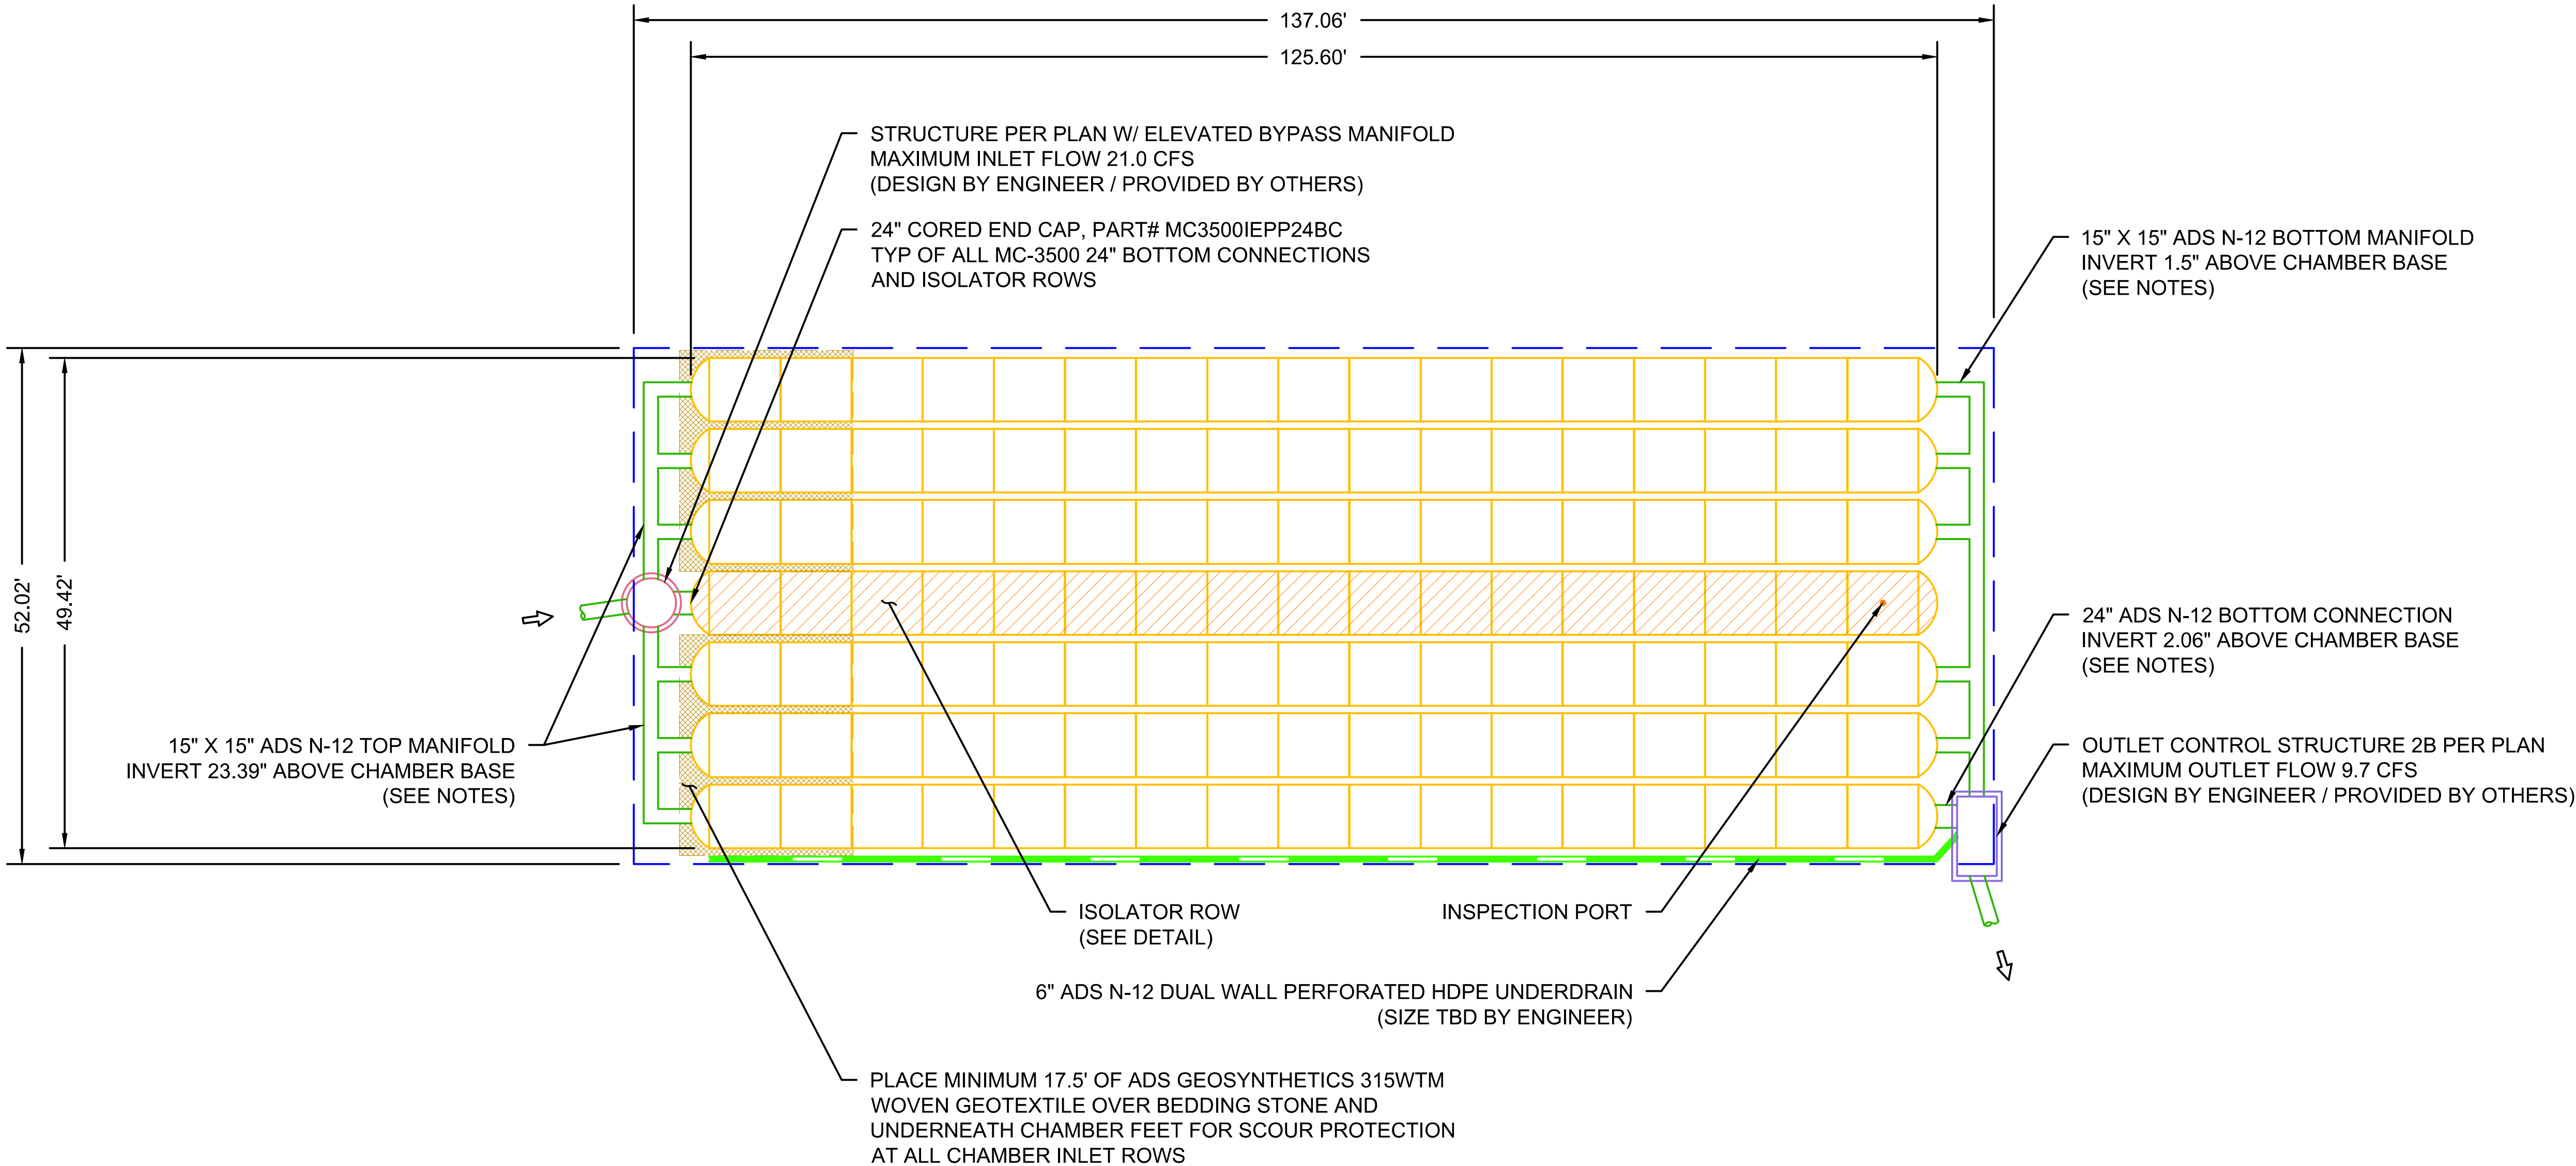 137.06'
125.60'
STRUCTURE PER PLAN W/ ELEVATED BYPASS MANIFOLD
MAXIMUM INLET FLOW 21.0 CFS
(DESIGN BY ENGINEER / PROVIDED BY OTHERS)
24" CORED END CAP, PART# MC3500IEPP24BC
TYP OF ALL MC-3500 24" BOTTOM CONNECTIONS
AND ISOLATOR ROWS
15" X 15" ADS N-12 BOTTOM MANIFOLD
INVERT 1.5" ABOVE CHAMBER BASE
(SEE NOTES)
52.02'
49.42'
24" ADS N-12 BOTTOM CONNECTION
INVERT 2.06" ABOVE CHAMBER BASE
(SEE NOTES)
15" X 15" ADS N-12 TOP MANIFOLD
INVERT 23.39" ABOVE CHAMBER BASE
(SEE NOTES)
OUTLET CONTROL STRUCTURE 2B PER PLAN
MAXIMUM OUTLET FLOW 9.7 CFS
(DESIGN BY ENGINEER / PROVIDED BY OTHERS)
ISOLATOR ROW
(SEE DETAIL)
INSPECTION PORT
6" ADS N-12 DUAL WALL PERFORATED HDPE UNDERDRAIN
(SIZE TBD BY ENGINEER)
PLACE MINIMUM 17.5' OF ADS GEOSYNTHETICS 315WTM
WOVEN GEOTEXTILE OVER BEDDING STONE AND
UNDERNEATH CHAMBER FEET FOR SCOUR PROTECTION
AT ALL CHAMBER INLET ROWS